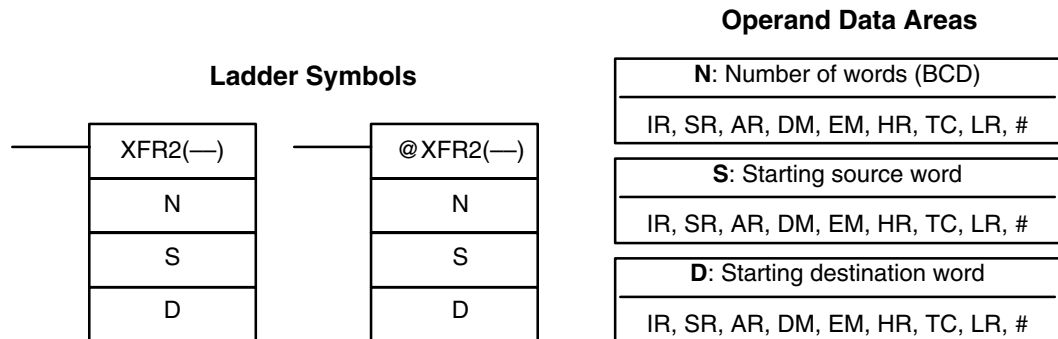 Ladder Symbols
XFR2(––)
N
S
D
@XFR2(––)
N
S
D
Operand Data Areas
N: Number of words (BCD)
IR, SR, AR, DM, EM, HR, TC, LR, #
S: Starting source word
IR, SR, AR, DM, EM, HR, TC, LR, #
D: Starting destination word
IR, SR, AR, DM, EM, HR, TC, LR, #